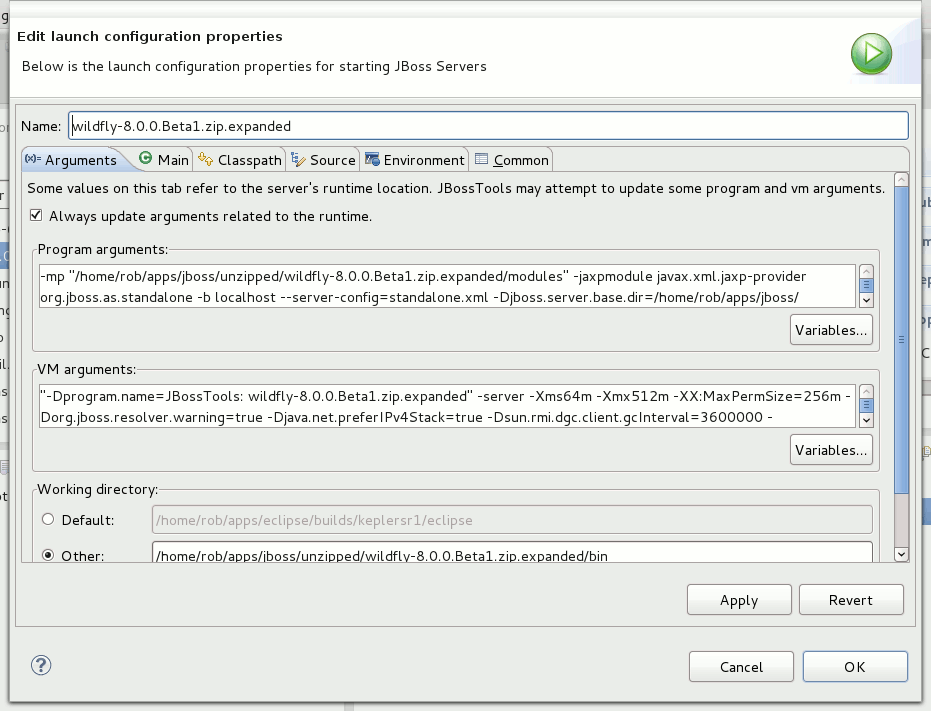 Edit launch configuration properties
Below is the launch configuration properties for starting JBoss Servers
Name: wildfly-8.0.0.Beta1.zip.expanded
(x)= Arguments Main Classpath Source Environment Common
Some values on this tab refer to the server's runtime location. JBossTools may attempt to update some program and vm arguments.
Always update arguments related to the runtime.
Program arguments:
-mp "/home/rob/apps/jboss/unzipped/wildfly-8.0.0.Beta1.zip.expanded/modules" -jaxpmodule javax.xml.jaxp-provider
org.jboss.as.standalone -b localhost --server-config=standalone.xml -Djboss.server.base.dir=/home/rob/apps/jboss/
Variables...
VM arguments:
"-Dprogram.name=JBossTools: wildfly-8.0.0.Beta1.zip.expanded" -server -Xms64m -Xmx512m -XX:MaxPermSize=256m -
Dorg.jboss.resolver.warning=true -Djava.net.preferIPv4Stack=true -Dsun.rmi.dgc.client.gcInterval=3600000 -
Variables...
Working directory:
Default: /home/rob/apps/eclipse/builds/keplersr1/eclipse
Other: /home/rob/apps/jboss/unzipped/wildfly-8.0.0.Beta1.zip.expanded/bin
Apply Revert
? Cancel OK